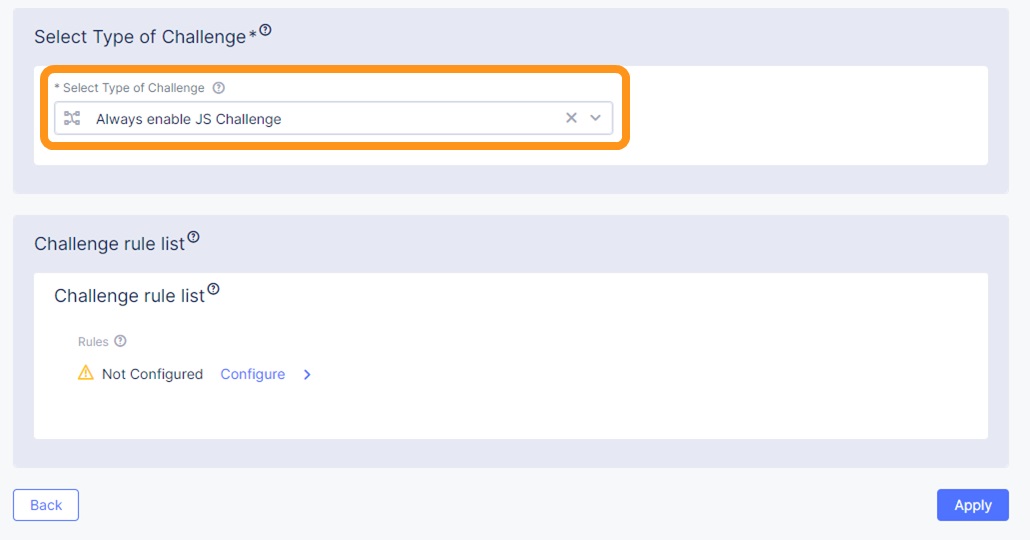 Select Type of Challenge*
* Select Type of Challenge
Always enable JS Challenge
Challenge rule list
Challenge rule list
Rules
Not Configured Configure
Back Apply